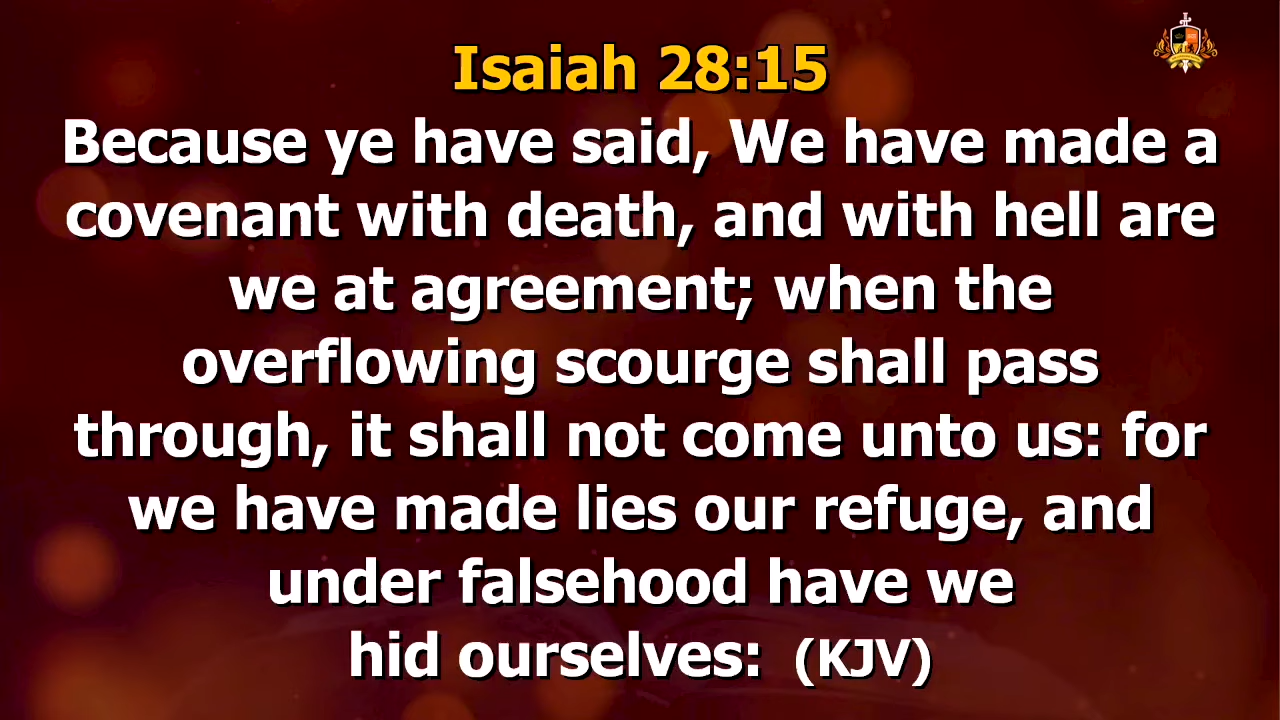 Isaiah 28:15
Because ye have said, We have made a
covenant with death, and with hell are
we at agreement; when the
overflowing scourge shall pass
through, it shall not come unto us: for
we have made lies our refuge, and
under falsehood have we
hid ourselves: (KJV)